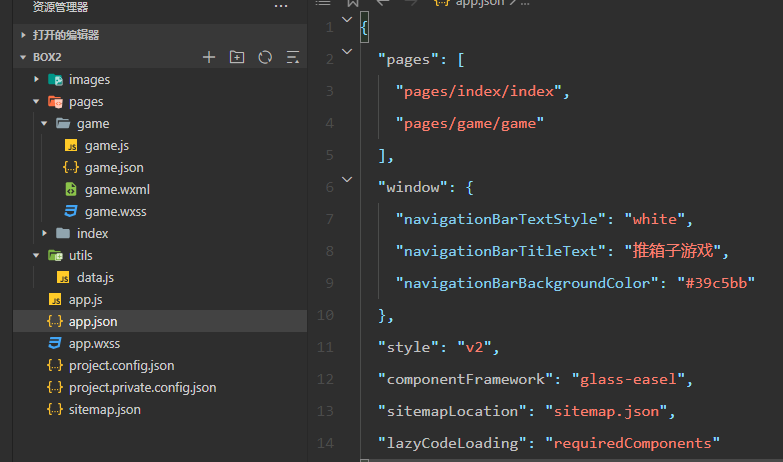 资源管理器
···
app.json > ...
打开的编辑器
BOX2
images
pages
game
game.js
game.json
game.wxml
game.wxss
index
utils
data.js
app.js
app.json
app.wxss
project.config.json
project.private.config.json
sitemap.json
1 {
2 "pages": [
3 "pages/index/index",
4 "pages/game/game"
5 ],
6 "window": {
7 "navigationBarTextStyle": "white",
8 "navigationBarTitleText": "推箱子游戏",
9 "navigationBarBackgroundColor": "#39c5bb"
10 },
11 "style": "v2",
12 "componentFramework": "glass-easel",
13 "sitemapLocation": "sitemap.json",
14 "lazyCodeLoading": "requiredComponents"